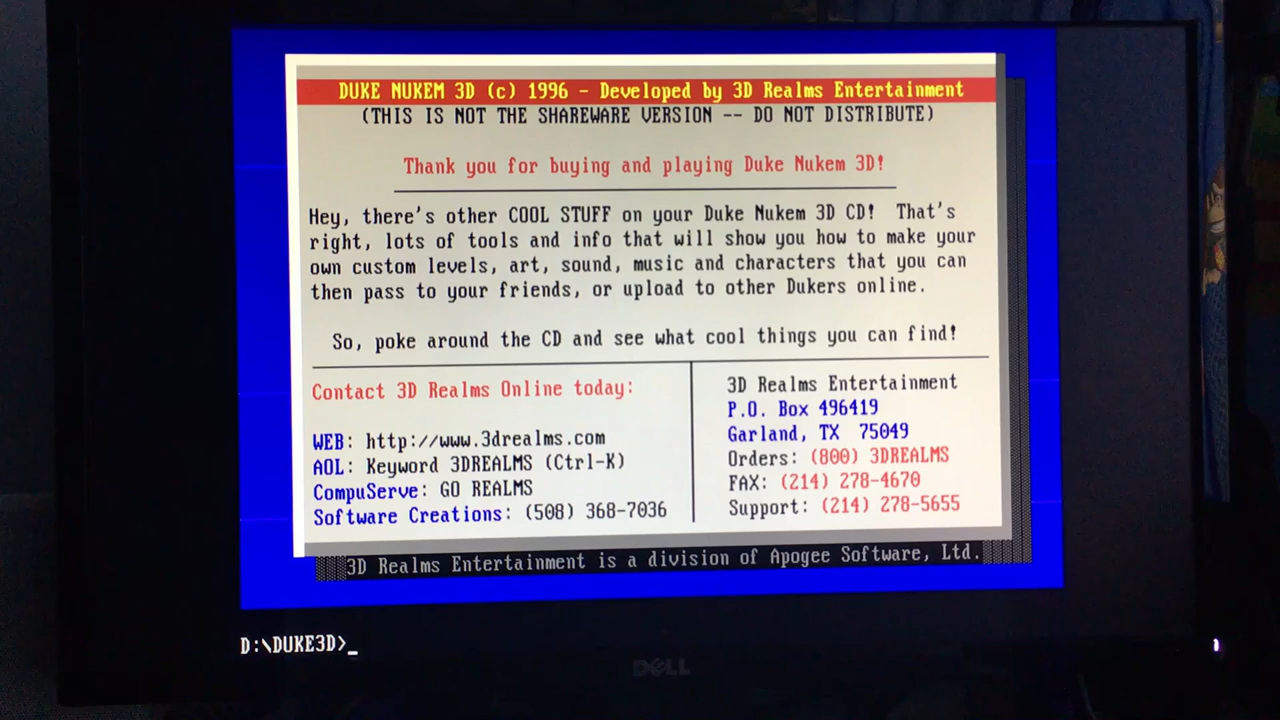 DUKE NUKEM 3D (c) 1996 - Developed by 3D Realms Entertainment
(THIS IS NOT THE SHAREWARE VERSION -- DO NOT DISTRIBUTE)
Thank you for buying and playing Duke Nukem 3D!
Hey, there's other COOL STUFF on your Duke Nukem 3D CD!  That's
right, lots of tools and info that will show you how to make your
own custom levels, art, sound, music and characters that you can
then pass to your friends, or upload to other Dukers online.
So, poke around the CD and see what cool things you can find!
Contact 3D Realms Online today:
WEB: http://www.3drealms.com
AOL: Keyword 3DREALMS (Ctrl-K)
CompuServe: GO REALMS
Software Creations: (508) 368-7036
3D Realms Entertainment
P.O. Box 496419
Garland, TX  75049
Orders: (800) 3DREALMS
FAX: (214) 278-4670
Support: (214) 278-5655
3D Realms Entertainment is a division of Apogee Software, Ltd.
D:\DUKE3D>_
DELL